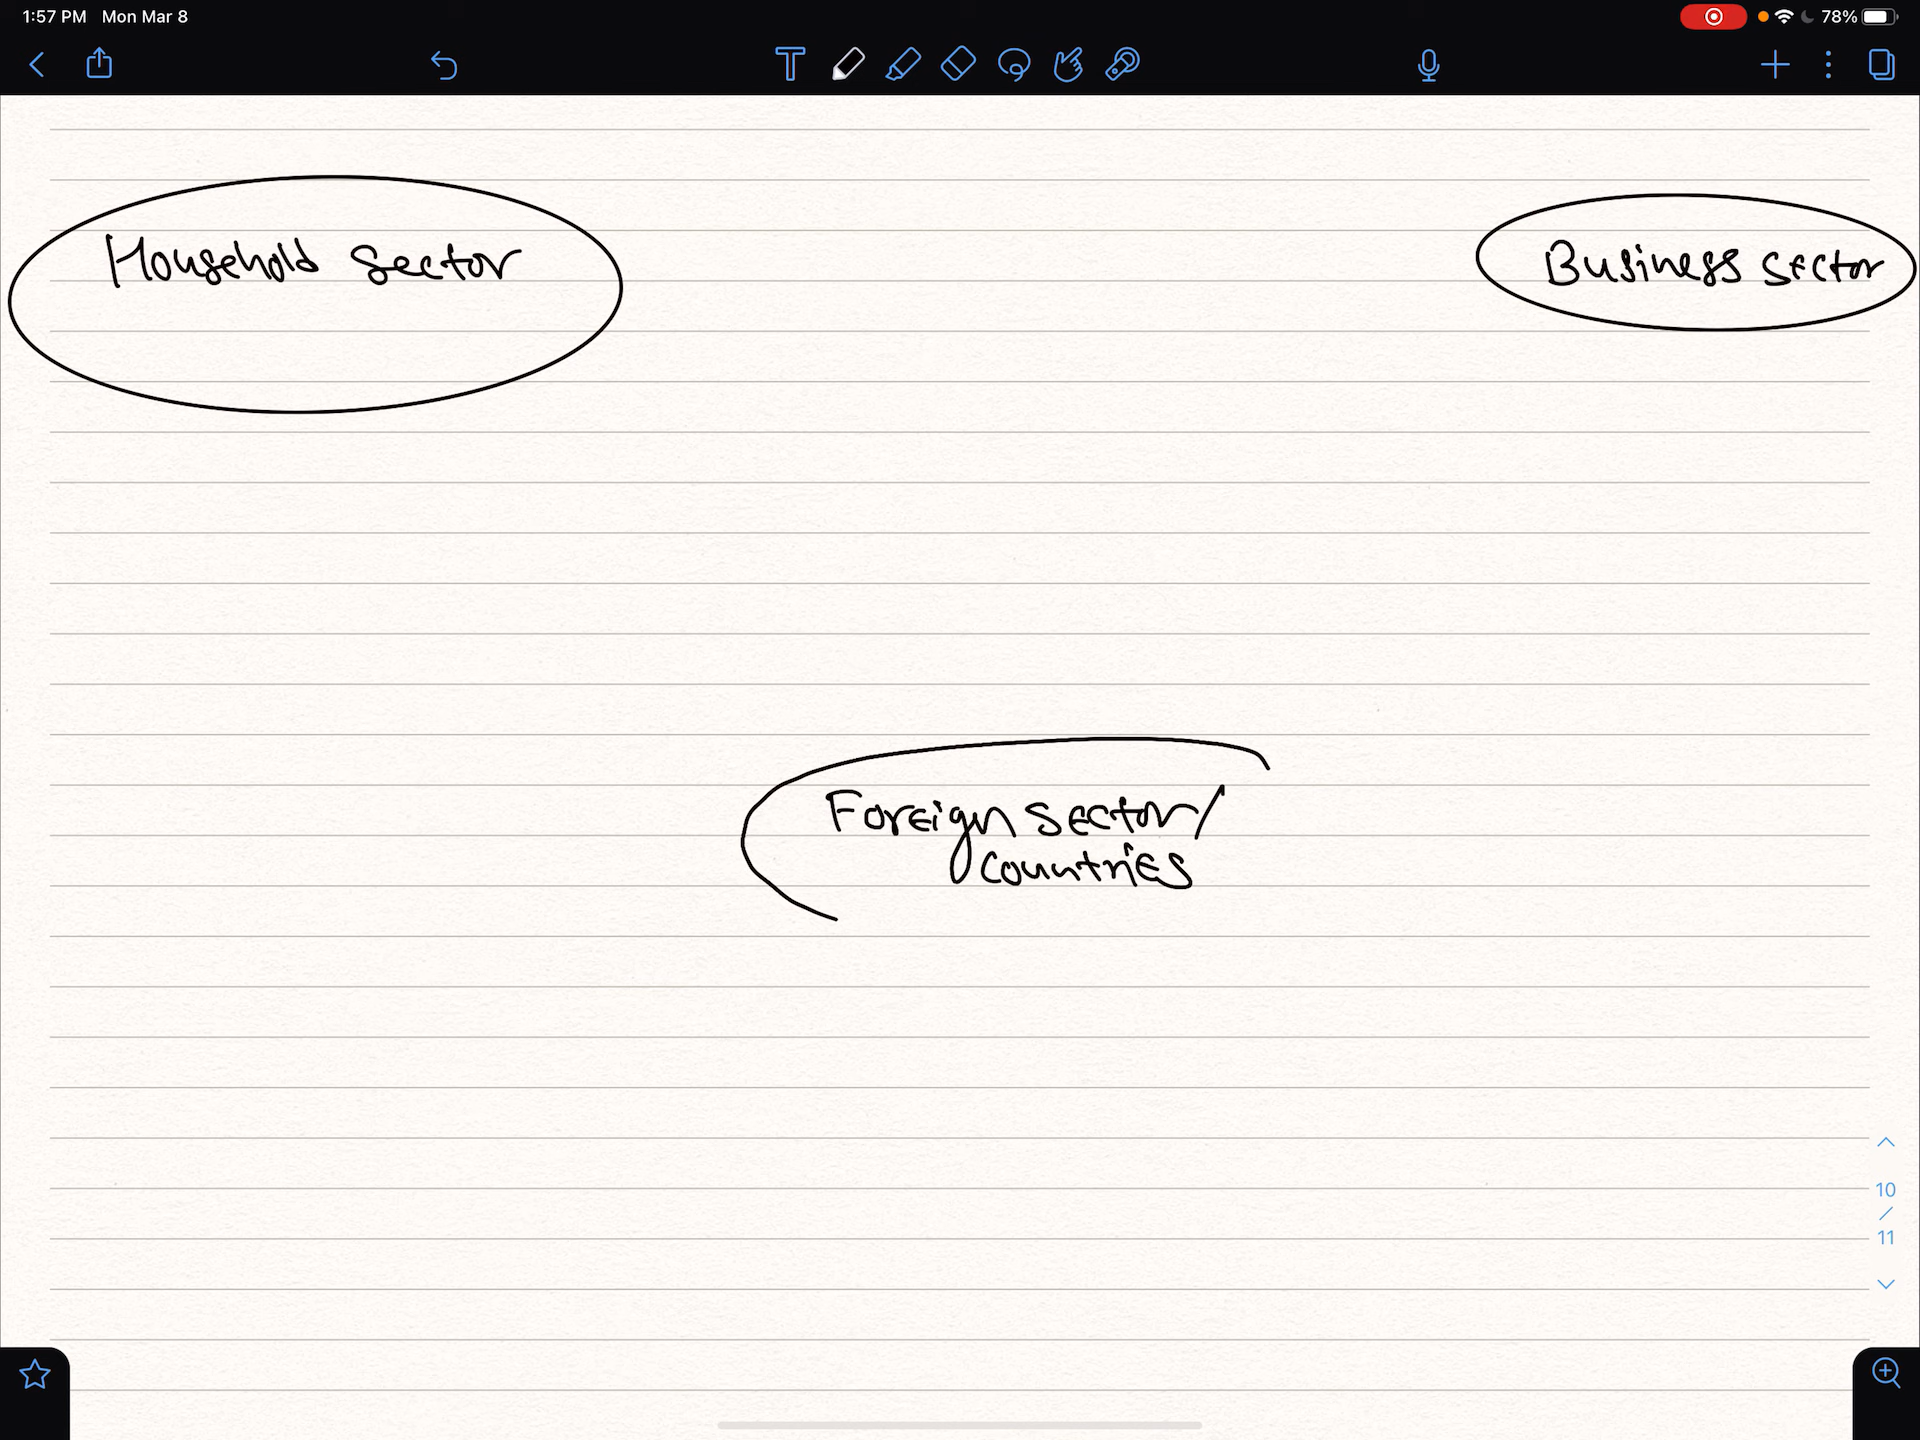 1:57 PM Mon Mar 8
78%
Household Sector
Business Sector
Foreign Sector/
Countries
10
/
11